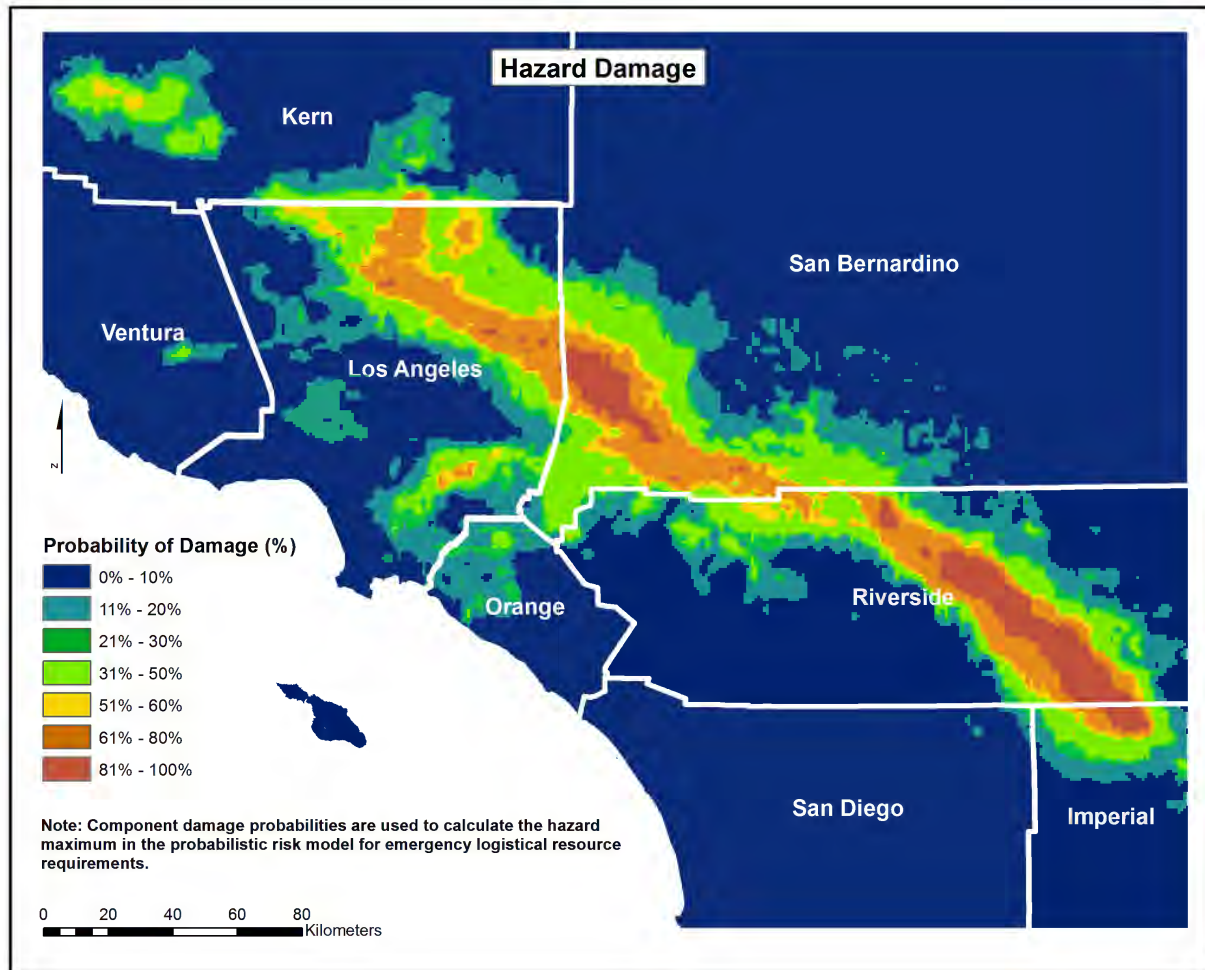 Hazard Damage
Kern
San Bernardino
Ventura
Los Angeles
Orange
Riverside
San Diego
Imperial
z
Probability of Damage (%)
0% - 10%
11% - 20%
21% - 30%
31% - 50%
51% - 60%
61% - 80%
81% - 100%
Note: Component damage probabilities are used to calculate the hazard
maximum in the probabilistic risk model for emergency logistical resource
requirements.
0 20 40 60 80
Kilometers